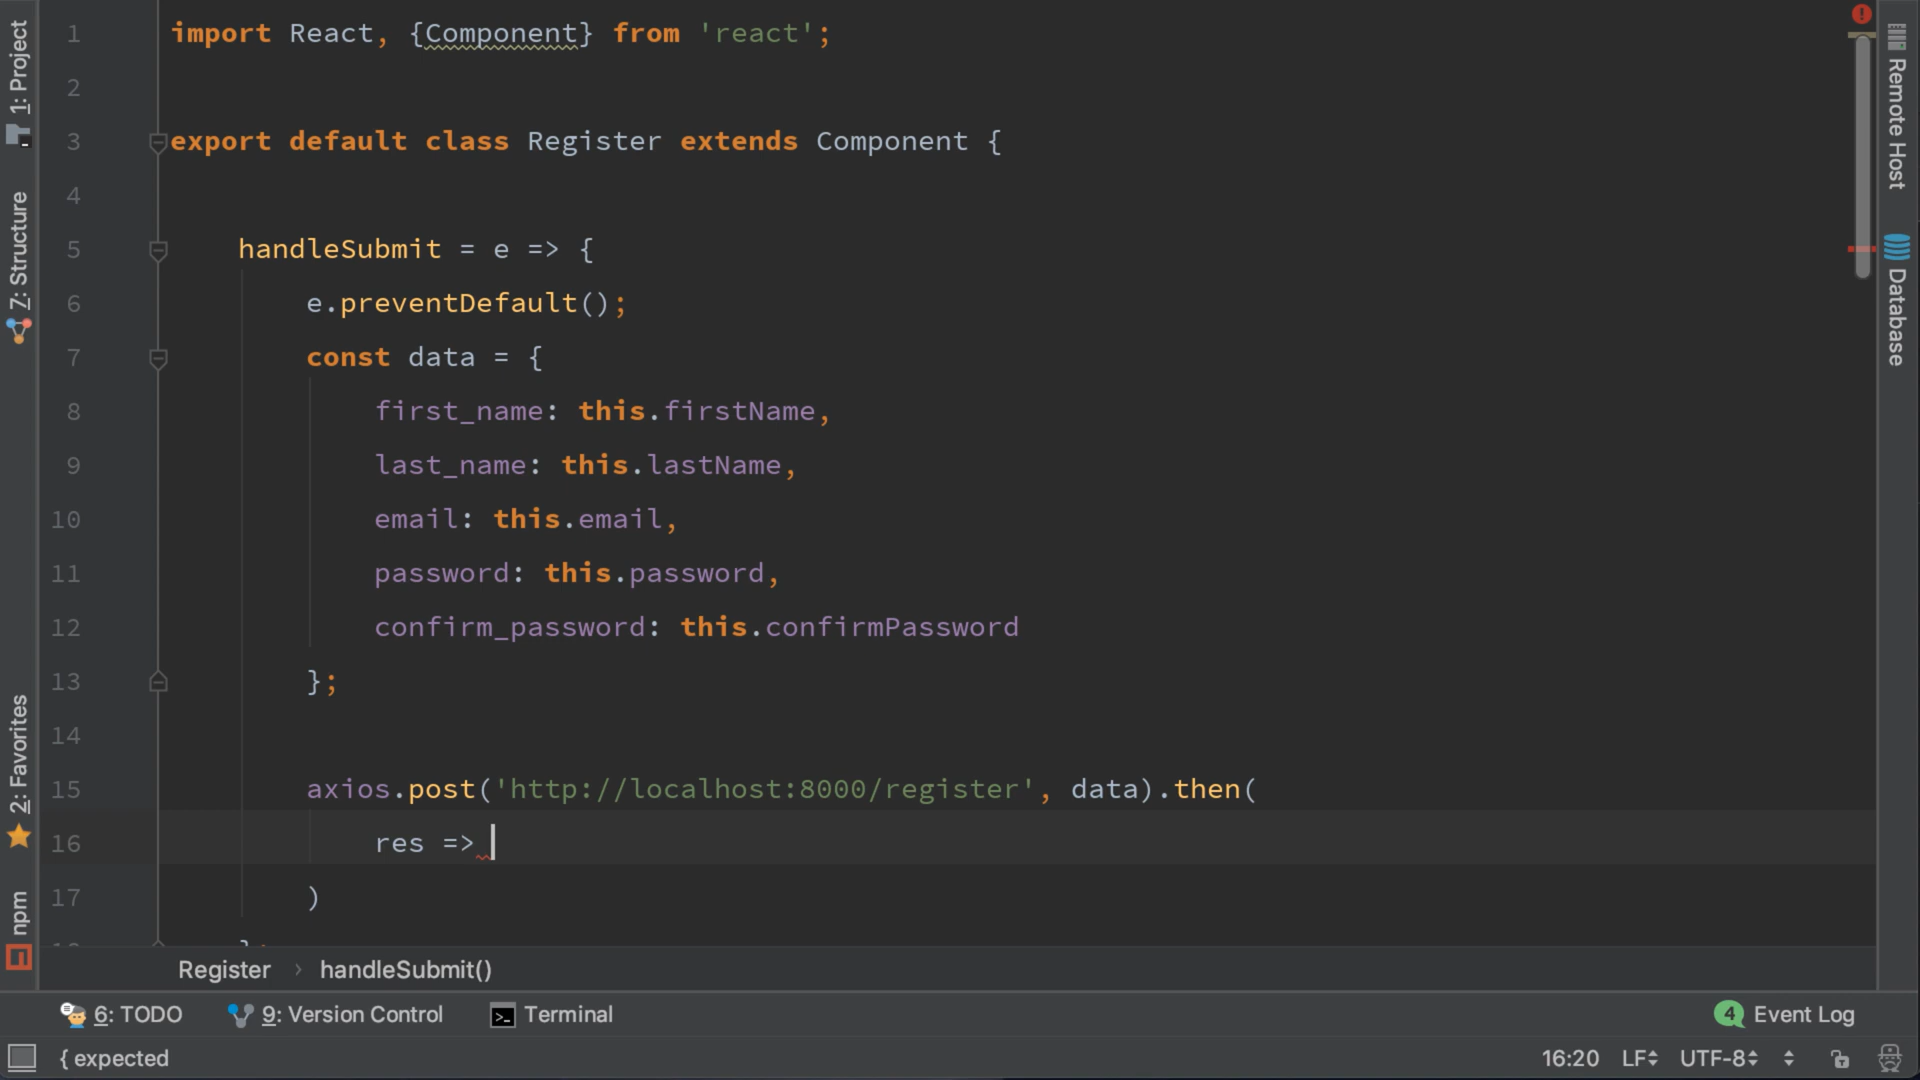 1 import React, {Component} from 'react';
2
3 export default class Register extends Component {
4
5 handleSubmit = e => {
6 e.preventDefault();
7 const data = {
8 first_name: this.firstName,
9 last_name: this.lastName,
10 email: this.email,
11 password: this.password,
12 confirm_password: this.confirmPassword
13 };
14
15 axios.post('http://localhost:8000/register', data).then(
16 res =>
17 )
1: Project
7: Structure
2: Favorites
npm
Remote Host
Database
Register › handleSubmit()
6: TODO 9: Version Control Terminal 4 Event Log
{ expected 16:20 LF UTF-8